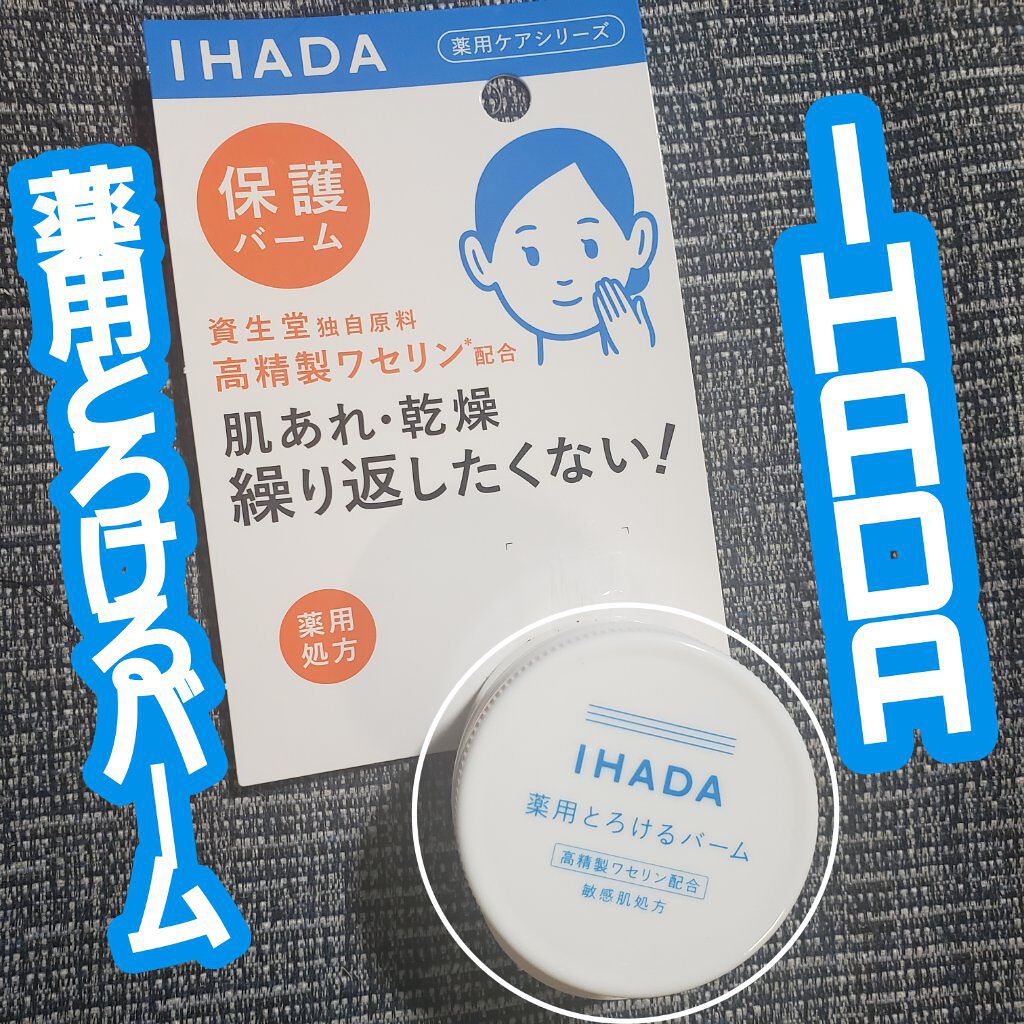 IHADA
薬用ケアシリーズ
保護
バーム
資生堂独自原料
高精製ワセリン*配合
肌あれ・乾燥
繰り返したくない!
薬用
処方
薬用とろけるバーム
IHADA
IHADA
薬用とろけるバーム
高精製ワセリン配合
敏感肌処方